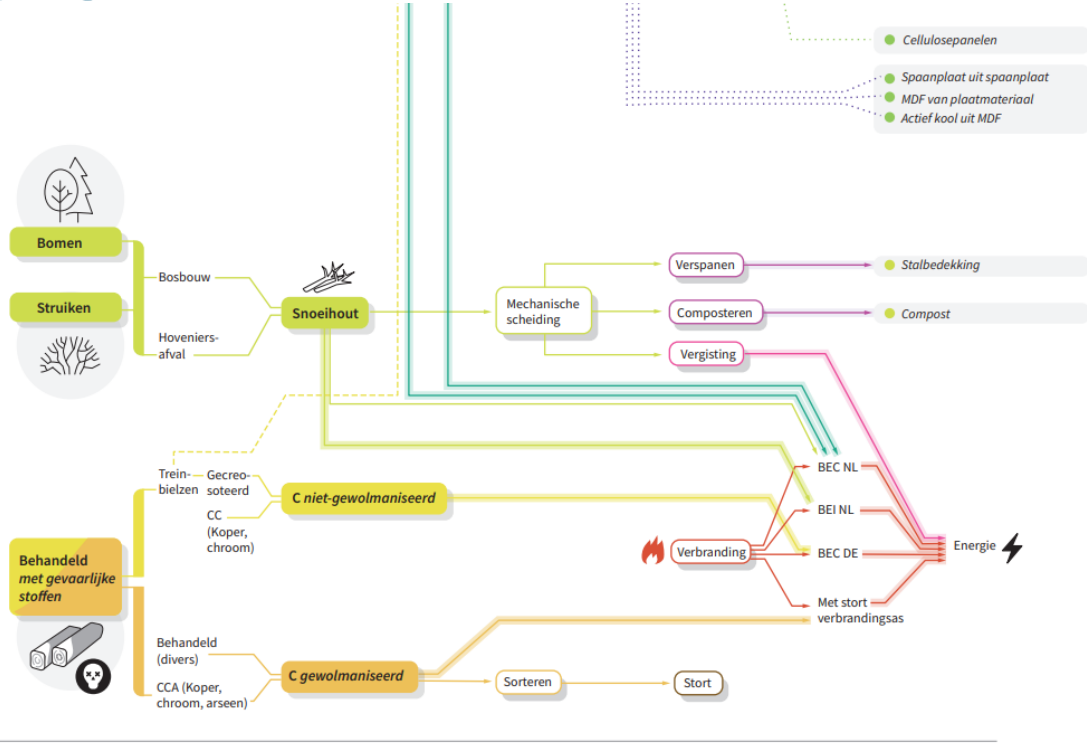 Cellulosepanelen
Spaanplaat uit spaanplaat
MDF van plaatmateriaal
Actief kool uit MDF
Bomen
Bosbouw
Struiken
Hoveniers-
afval
Snoeihout
Mechanische
scheiding
Verspanen
Stalbedekking
Composteren
Compost
Vergisting
Trein-
bielzen
Gecreo-
soteerd
CC
(Koper,
chroom)
C niet-gewolmaniseerd
Behandeld
met gevaarlijke
stoffen
Verbranding
BEC NL
BEI NL
BEC DE
Met stort
verbrandingsas
Energie
Behandeld
(divers)
CCA (Koper,
chroom, arseen)
C gewolmaniseerd
Sorteren
Stort